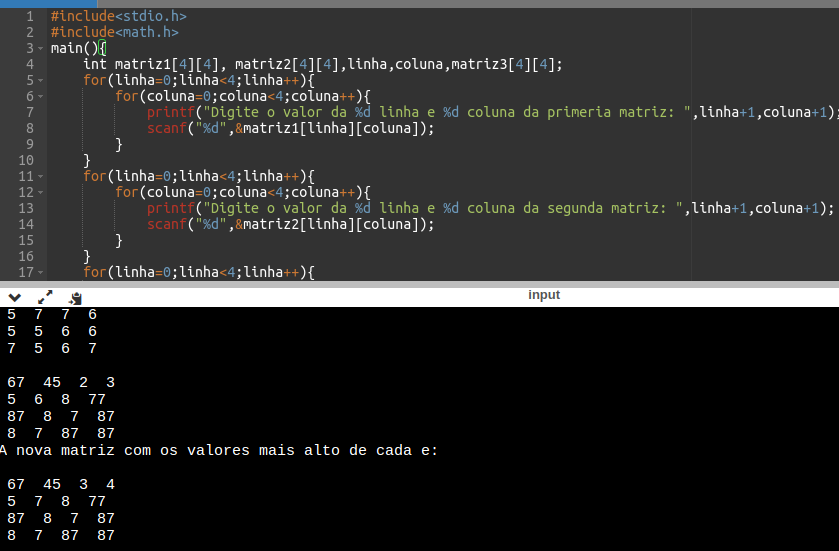 1 #include<stdio.h>
2 #include<math.h>
3 main(){
4 int matriz1[4][4], matriz2[4][4],linha,coluna,matriz3[4][4];
5 for(linha=0;linha<4;linha++){
6 for(coluna=0;coluna<4;coluna++){
7 printf("Digite o valor da %d linha e %d coluna da primeria matriz: ",linha+1,coluna+1);
8 scanf("%d",&matriz1[linha][coluna]);
9 }
10 }
11 for(linha=0;linha<4;linha++){
12 for(coluna=0;coluna<4;coluna++){
13 printf("Digite o valor da %d linha e %d coluna da segunda matriz: ",linha+1,coluna+1);
14 scanf("%d",&matriz2[linha][coluna]);
15 }
16 }
17 for(linha=0;linha<4;linha++){
input
5 7 7 6
5 5 6 6
7 5 6 7
67 45 2 3
5 6 8 77
87 8 7 87
8 7 87 87
A nova matriz com os valores mais alto de cada e:
67 45 3 4
5 7 8 77
87 8 7 87
8 7 87 87